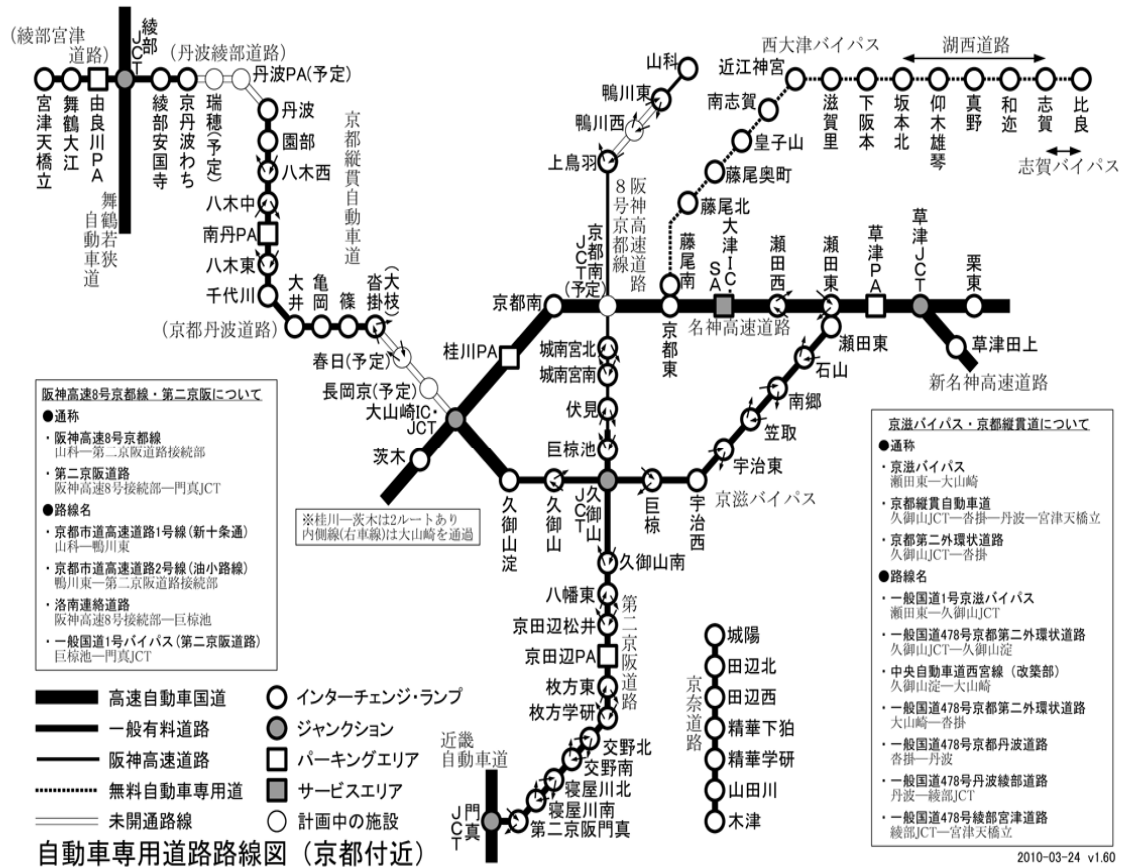 (綾部宮津
道路)
綾部
JCT
(丹波綾部道路)
丹波PA(予定)
宮津天橋立
舞鶴大江
由良川PA
綾部安国寺
京丹波わち
瑞穂(予定)
舞鶴若狭
自動車道
丹波
園部
八木西
八木中
南丹PA
八木東
千代川
京都縦貫自動車道
(京都丹波道路)
大井
亀岡
篠
沓掛
(大枝)
春日(予定)
長岡京(予定)
大山崎IC・
JCT
茨木
桂川PA
京都南
京都南
JCT
(予定)
阪神高速道路
8号京都線
山科
鴨川東
鴨川西
上鳥羽
西大津バイパス
湖西道路
近江神宮
南志賀
皇子山
藤尾奥町
藤尾北
藤尾南
滋賀里
下阪本
坂本北
仰木雄琴
真野
和迩
志賀
比良
志賀バイパス
京都東
大津IC・
SA
名神高速道路
瀬田西
瀬田東
草津PA
草津JCT
栗東
草津田上
新名神高速道路
瀬田東
石山
南郷
笠取
宇治東
宇治西
京滋バイパス
巨椋
久御山
JCT
久御山
久御山淀
城南宮北
城南宮南
伏見
巨椋池
久御山南
八幡東
京田辺松井
京田辺PA
枚方東
枚方学研
第二京阪道路
交野北
交野南
寝屋川北
寝屋川南
第二京阪門真
門真
JCT
近畿
自動車道
京奈道路
城陽
田辺北
田辺西
精華下狛
精華学研
山田川
木津
※桂川―茨木は2ルートあり
内側線(右車線)は大山崎を通過
阪神高速8号京都線・第二京阪について
●通称
・阪神高速8号京都線
山科―第二京阪道路接続部
・第二京阪道路
阪神高速8号接続部―門真JCT
●路線名
・京都市道高速道路1号線(新十条通)
山科―鴨川東
・京都市道高速道路2号線(油小路線)
鴨川東―第二京阪道路接続部
・洛南連絡道路
阪神高速8号接続部―巨椋池
・一般国道1号バイパス(第二京阪道路)
巨椋池―門真JCT
京滋バイパス・京都縦貫道について
●通称
・京滋バイパス
瀬田東―大山崎
・京都縦貫自動車道
久御山JCT―沓掛―丹波―宮津天橋立
・京都第二外環状道路
久御山JCT―沓掛
●路線名
・一般国道1号京滋バイパス
瀬田東―久御山JCT
・一般国道478号京都第二外環状道路
久御山JCT―久御山淀
・中央自動車道西宮線(改築部)
久御山淀―大山崎
・一般国道478号京都第二外環状道路
大山崎―沓掛
・一般国道478号京都丹波道路
沓掛―丹波
・一般国道478号丹波綾部道路
丹波―綾部JCT
・一般国道478号綾部宮津道路
綾部JCT―宮津天橋立
高速自動車国道
一般有料道路
阪神高速道路
無料自動車専用道
未開通路線
インターチェンジ・ランプ
ジャンクション
パーキングエリア
サービスエリア
計画中の施設
自動車専用道路路線図(京都付近)
2010-03-24 v1.60